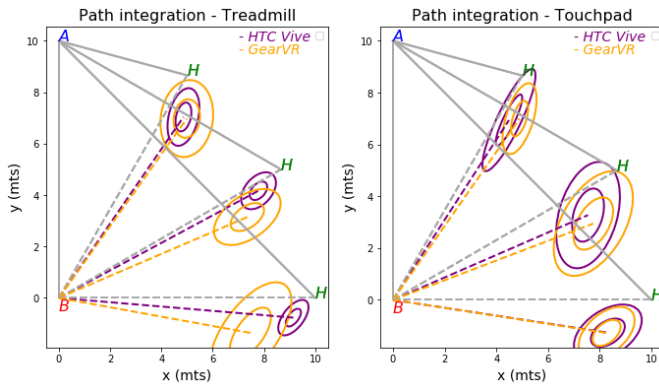 Path integration - Treadmill
A
- HTC Vive
- GearVR
H
H
H
B
10
8
6
4
2
0
y (mts)
0 2 4 6 8 10
x (mts)
Path integration - Touchpad
A
- HTC Vive
- GearVR
H
H
H
B
10
8
6
4
2
0
y (mts)
0 2 4 6 8 10
x (mts)